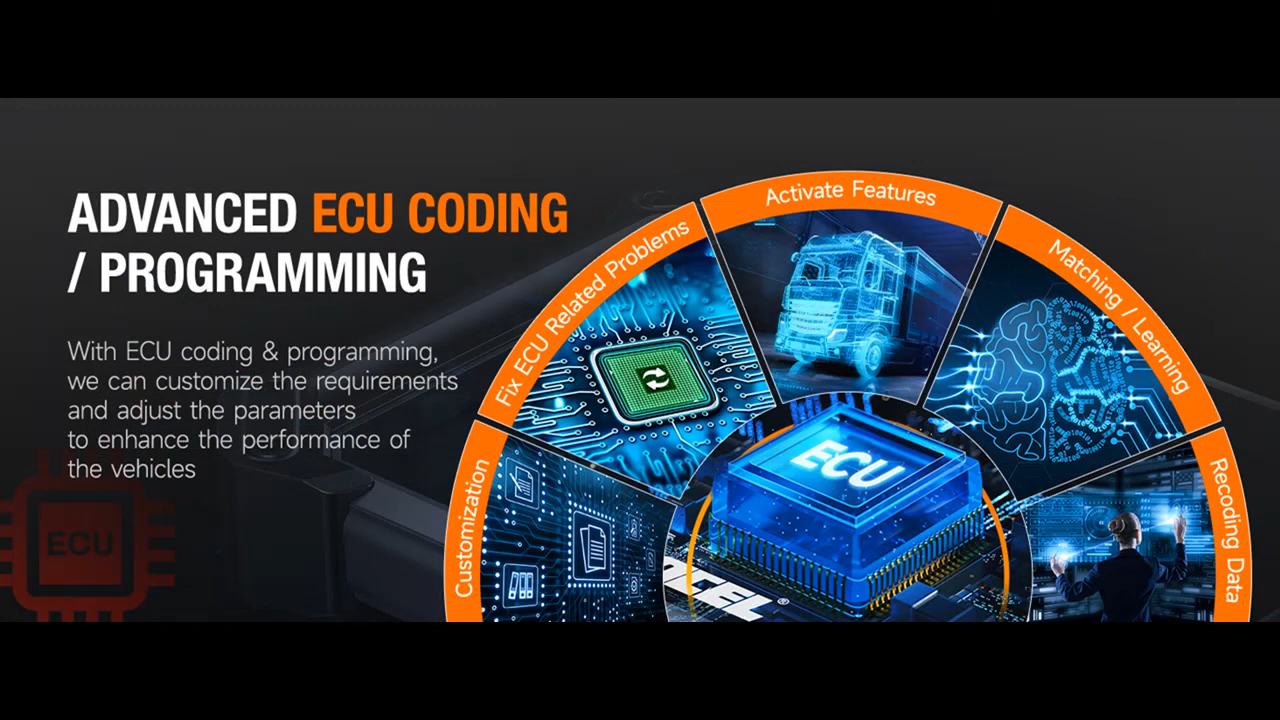 ADVANCED ECU CODING
/ PROGRAMMING
With ECU coding & programming,
we can customize the requirements
and adjust the parameters
to enhance the performance of
the vehicles
ECU
Customization
Fix ECU Related Problems
Activate Features
Matching / Learning
Recoding Data
ECU